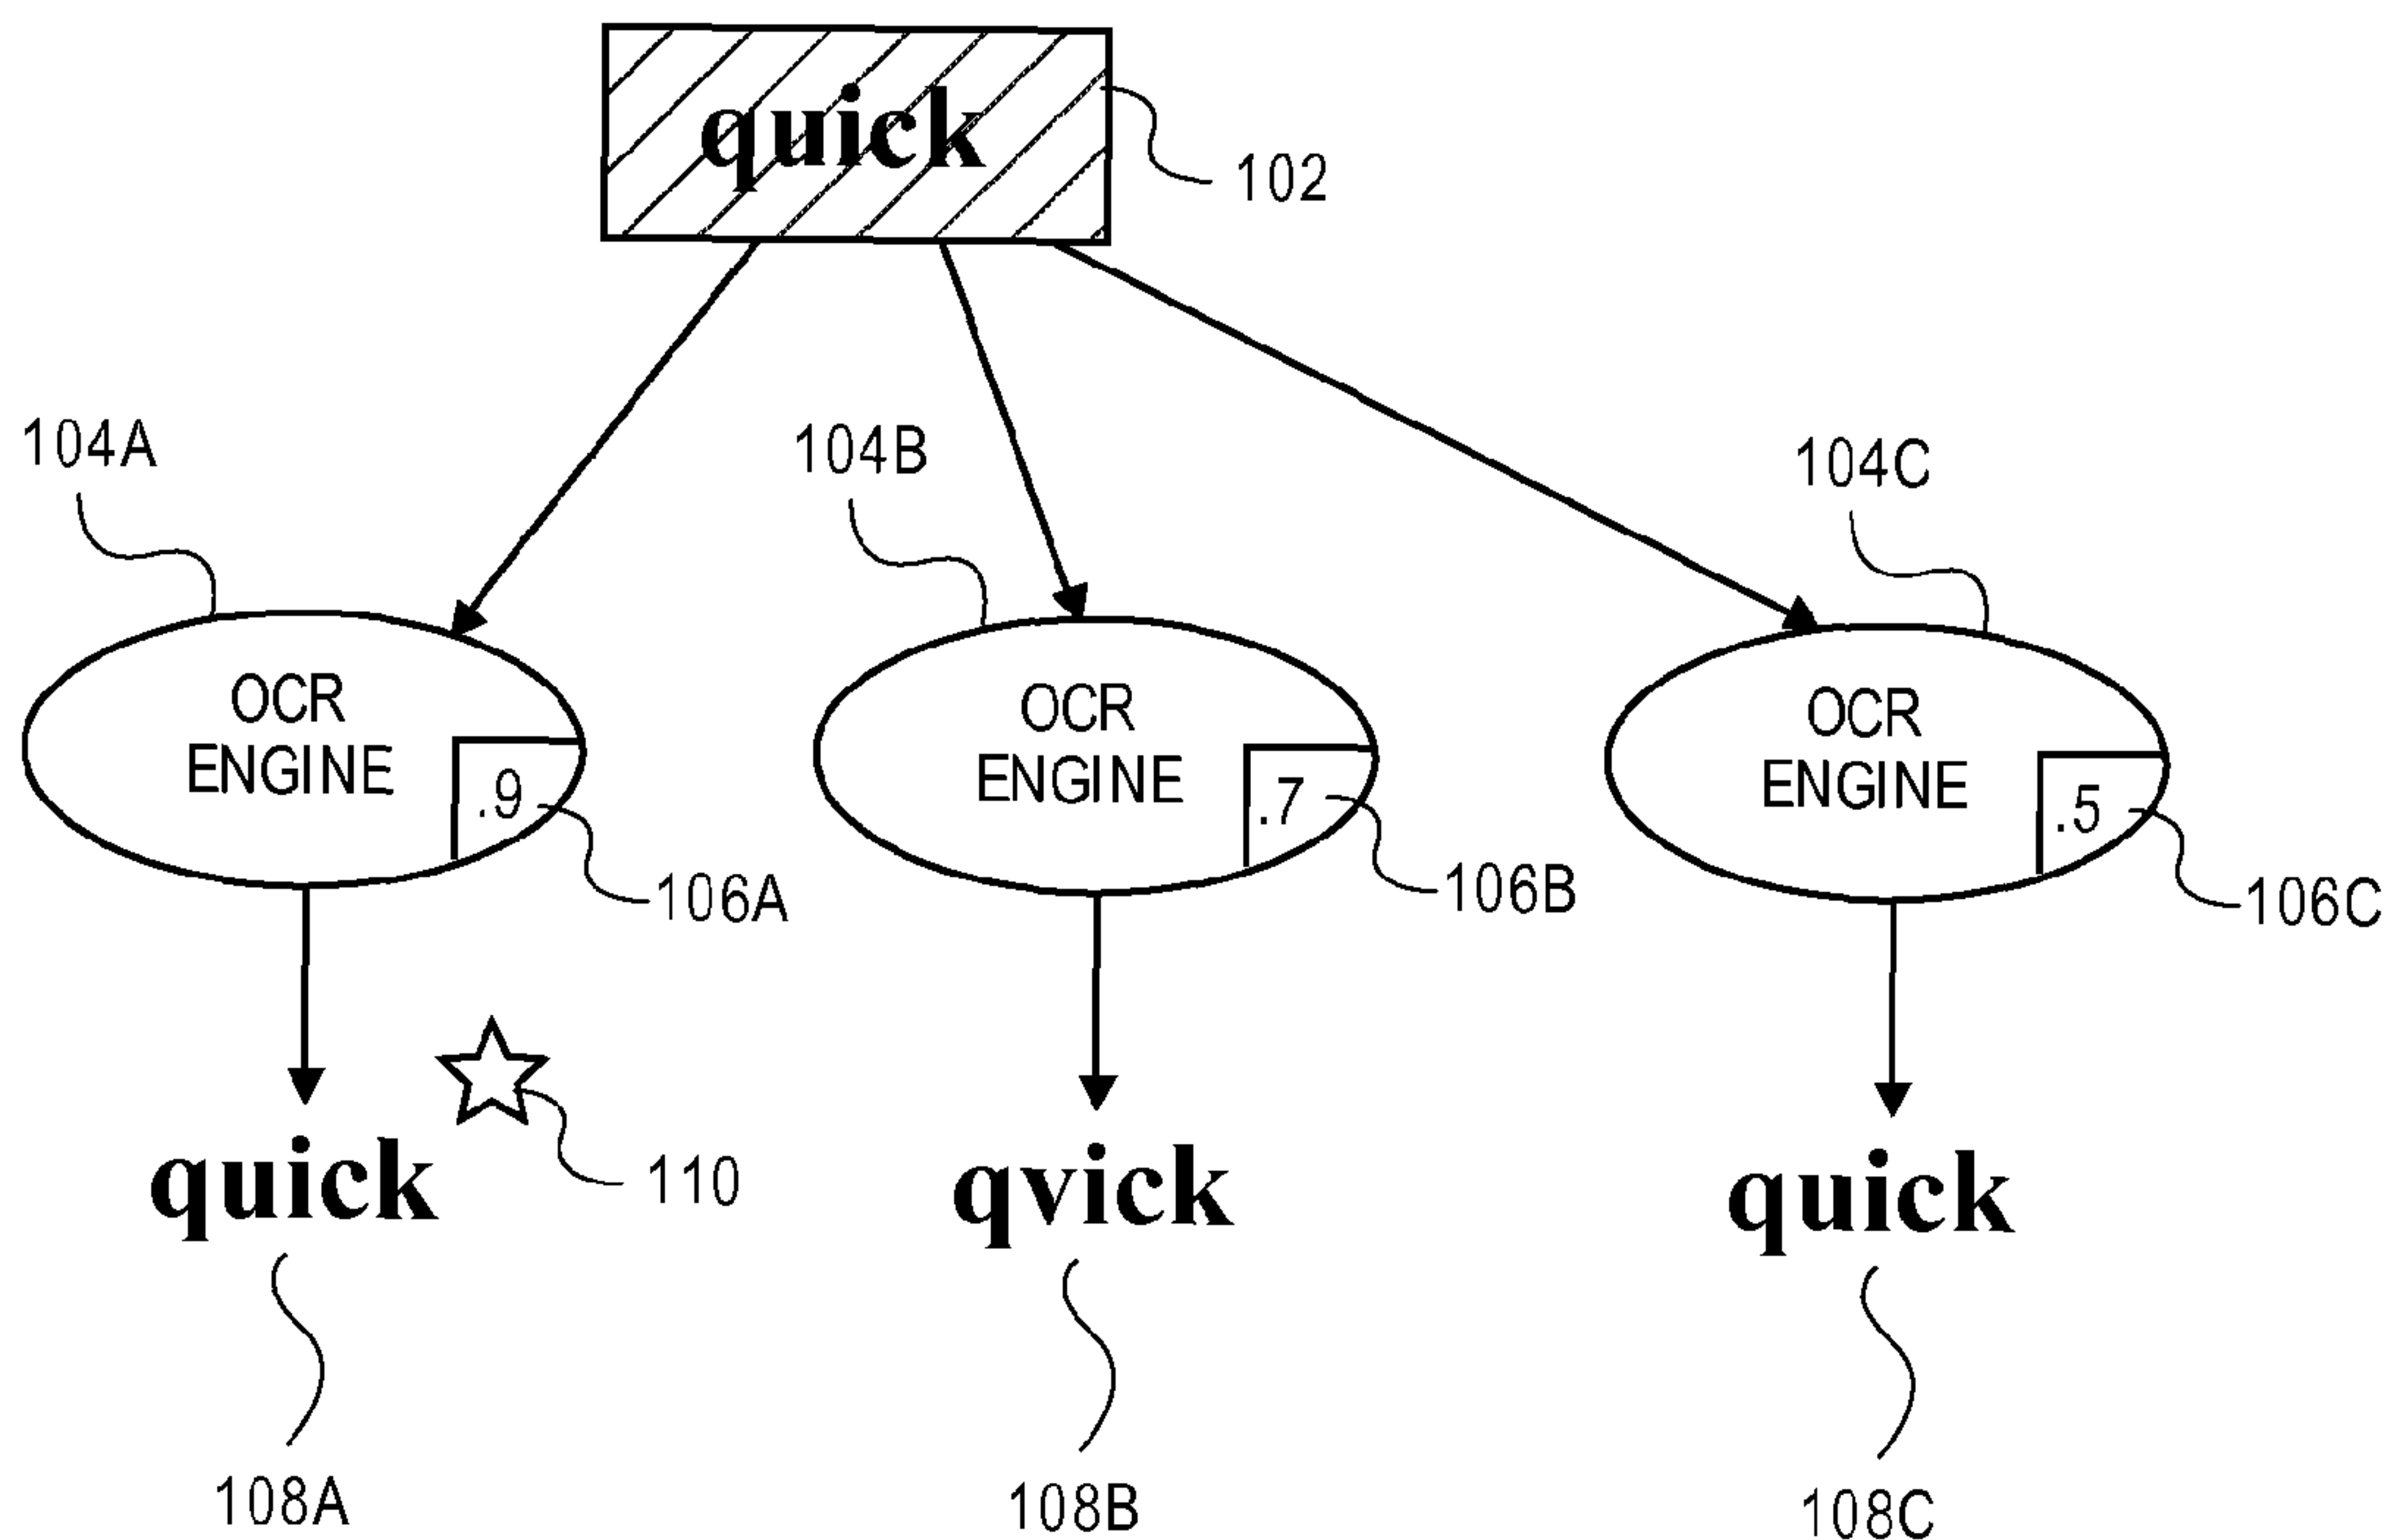 quick
102
104A
104B
104C
OCR
ENGINE
.9
106A
OCR
ENGINE
.7
106B
OCR
ENGINE
.5
106C
110
quick
qvick
quick
108A
108B
108C